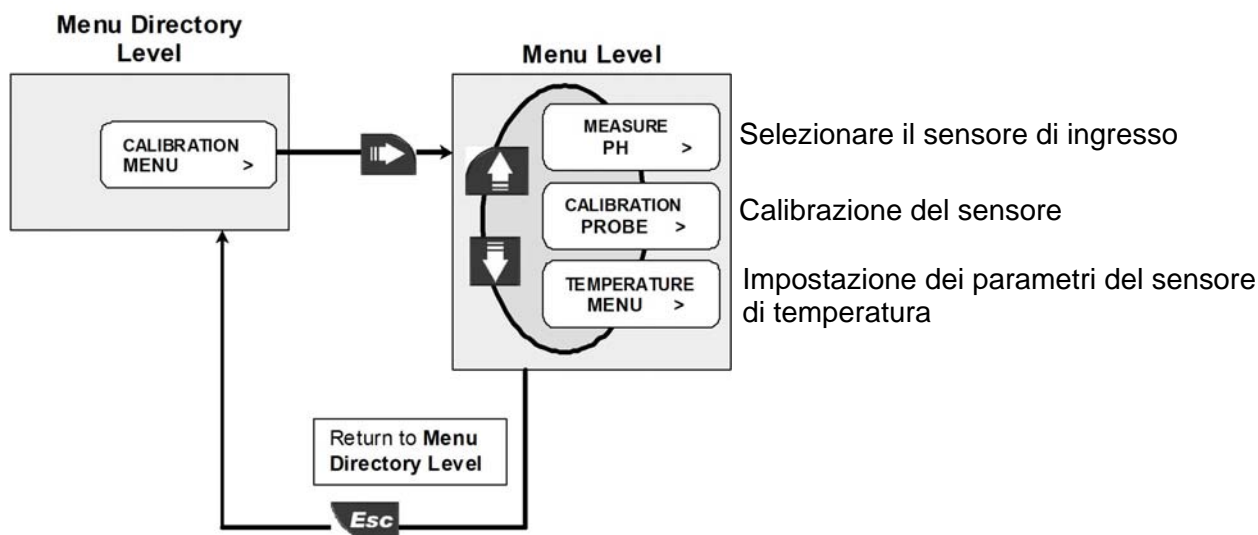 Menu Directory
Level
Menu Level
CALIBRATION
MENU >
MEASURE
PH >
Selezionare il sensore di ingresso
CALIBRATION
PROBE >
Calibrazione del sensore
TEMPERATURE
MENU >
Impostazione dei parametri del sensore
di temperatura
Return to Menu
Directory Level
Esc